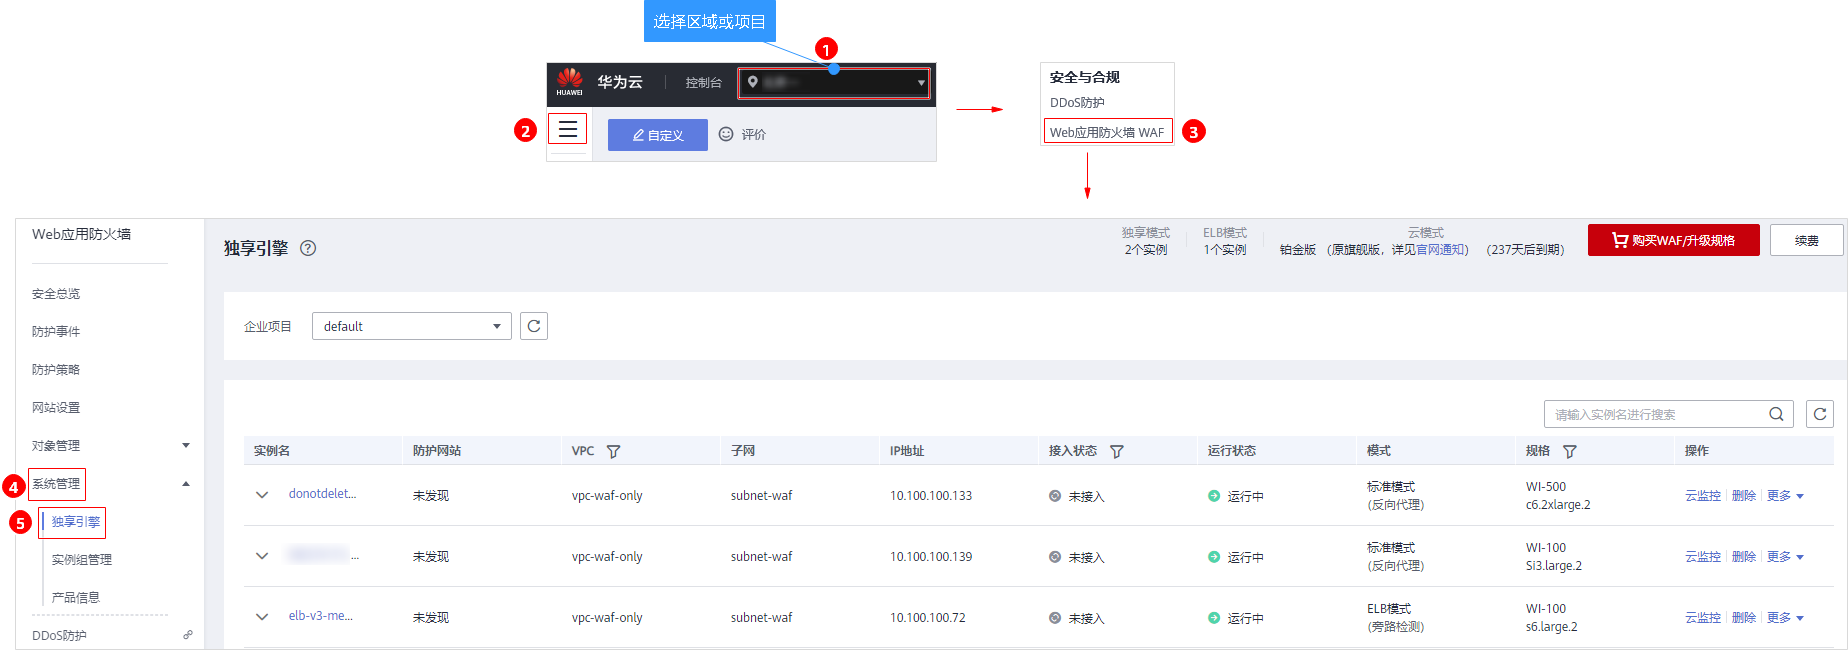 选择区域或项目
1
HUAWEI
华为云
控制台
2
自定义
评价
安全与合规
DDoS防护
Web应用防火墙 WAF
3
Web应用防火墙
安全总览
防护事件
防护策略
网站设置
对象管理
4
系统管理
5
独享引擎
实例组管理
产品信息
DDoS防护
独享引擎
独享模式
2个实例
ELB模式
1个实例
云模式
铂金版 （原旗舰版，详见官网通知） （237天后到期）
购买WAF/升级规格
续费
企业项目
default
请输入实例名进行搜索
实例名 防护网站 VPC 子网 IP地址 接入状态 运行状态 模式 规格 操作
donotdelet... 未发现 vpc-waf-only subnet-waf 10.100.100.133 未接入 运行中 标准模式 WI-500 云监控 删除 更多
(反向代理) c6.2xlarge.2
... 未发现 vpc-waf-only subnet-waf 10.100.100.139 未接入 运行中 标准模式 WI-100 云监控 删除 更多
(反向代理) Si3.large.2
elb-v3-me... 未发现 vpc-waf-only subnet-waf 10.100.100.72 未接入 运行中 ELB模式 WI-100 云监控 删除 更多
(旁路检测) s6.large.2